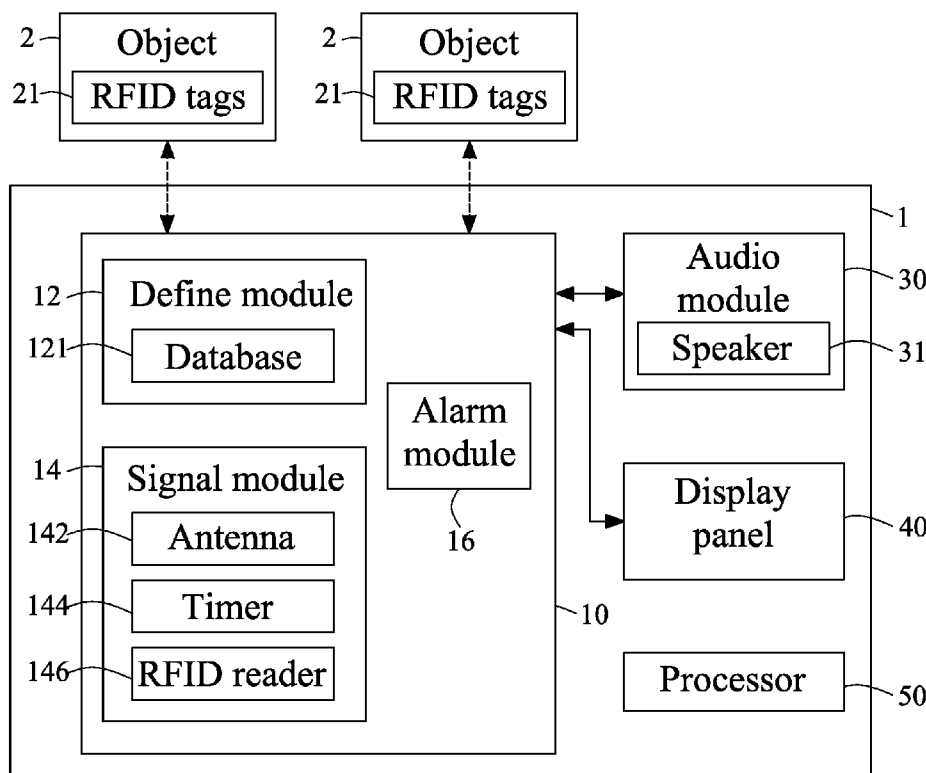 2
Object
21
RFID tags
2
Object
21
RFID tags
1
12
Define module
121
Database
14
Signal module
142
Antenna
144
Timer
146
RFID reader
Alarm
module
16
10
Audio
module
30
Speaker
31
Display
panel
40
Processor
50